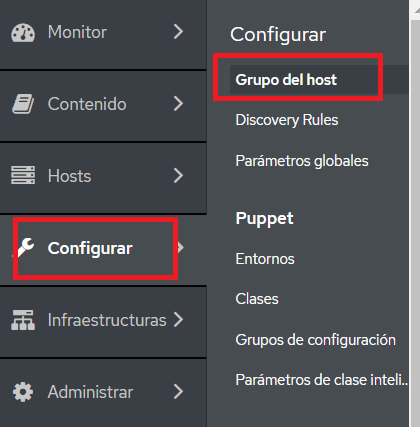 Monitor
Contenido
Hosts
Configurar
Infraestructuras
Administrar
Configurar
Grupo del host
Discovery Rules
Parámetros globales
Puppet
Entornos
Clases
Grupos de configuración
Parámetros de clase inteli...